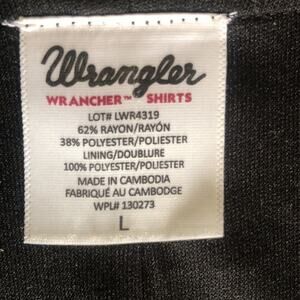 Wrangler
WRANCHER™ SHIRTS
LOT# LWR4319
62% RAYON/RAYÓN
38% POLYESTER/POLIESTER
LINING/DOUBLURE
100% POLYESTER/POLIESTER
MADE IN CAMBODIA
FABRIQUÉ AU CAMBODGE
WPL# 130273
L